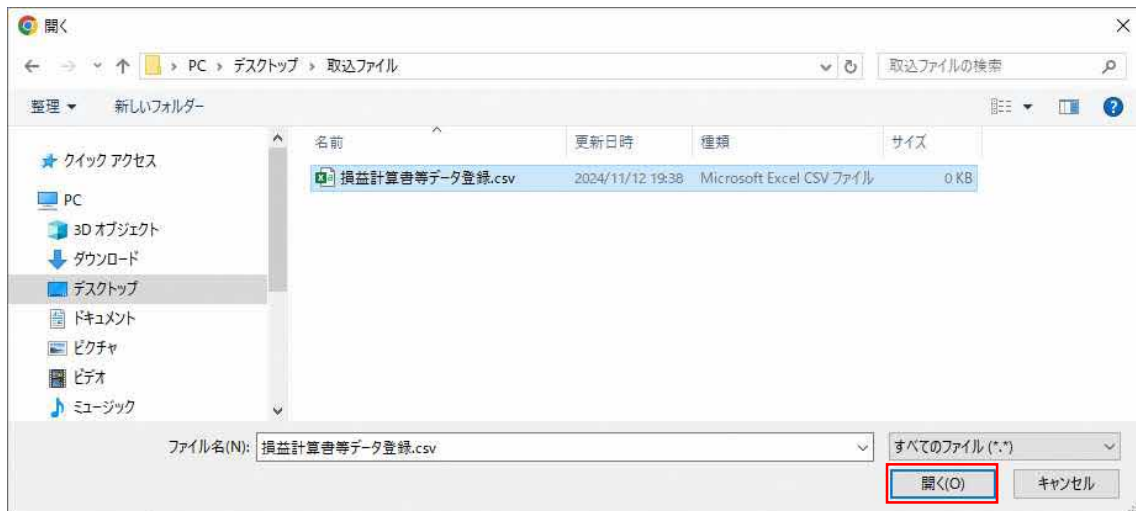 開く
PC › デスクトップ › 取込ファイル 取込ファイルの検索
整理 新しいフォルダー
名前 更新日時 種類 サイズ
損益計算書等データ登録.csv 2024/11/12 19:38 Microsoft Excel CSV ファイル 0 KB
クイック アクセス
PC
3D オブジェクト
ダウンロード
デスクトップ
ドキュメント
ピクチャ
ビデオ
ミュージック
ファイル名(N): 損益計算書等データ登録.csv すべてのファイル (*.*)
開く(O) キャンセル